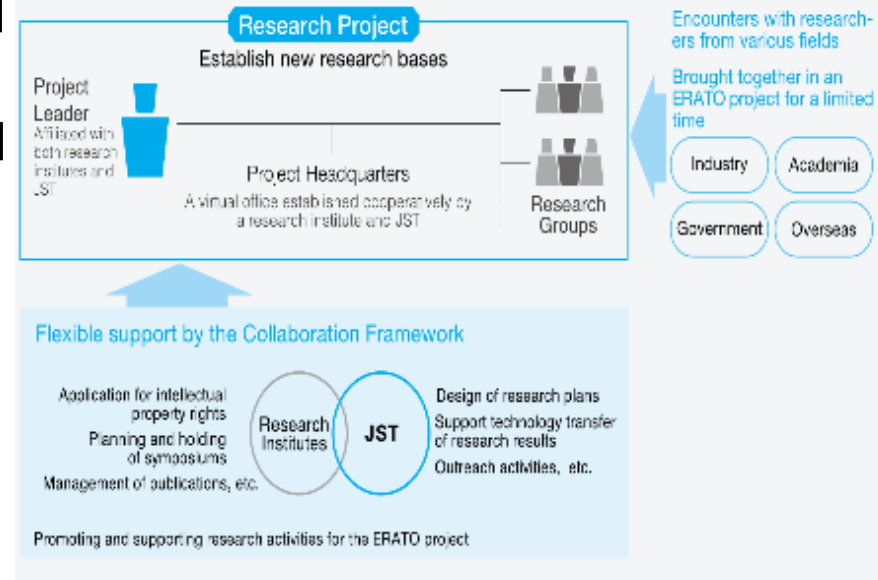 Research Project
Establish new research bases
Project
Leader
Affiliated with
both research
institutes and
JST
Project Headquarters
A virtual office established cooperatively by
a research institute and JST
Research
Groups
Encounters with research-
ers from various fields
Brought together in an
ERATO project for a limited
time
Industry
Academia
Government
Overseas
Flexible support by the Collaboration Framework
Application for intellectual
property rights
Planning and holding
of symposiums
Management of publications, etc.
Research
Institutes
JST
Design of research plans
Support technology transfer
of research results
Outreach activities, etc.
Promoting and supporting research activities for the ERATO project